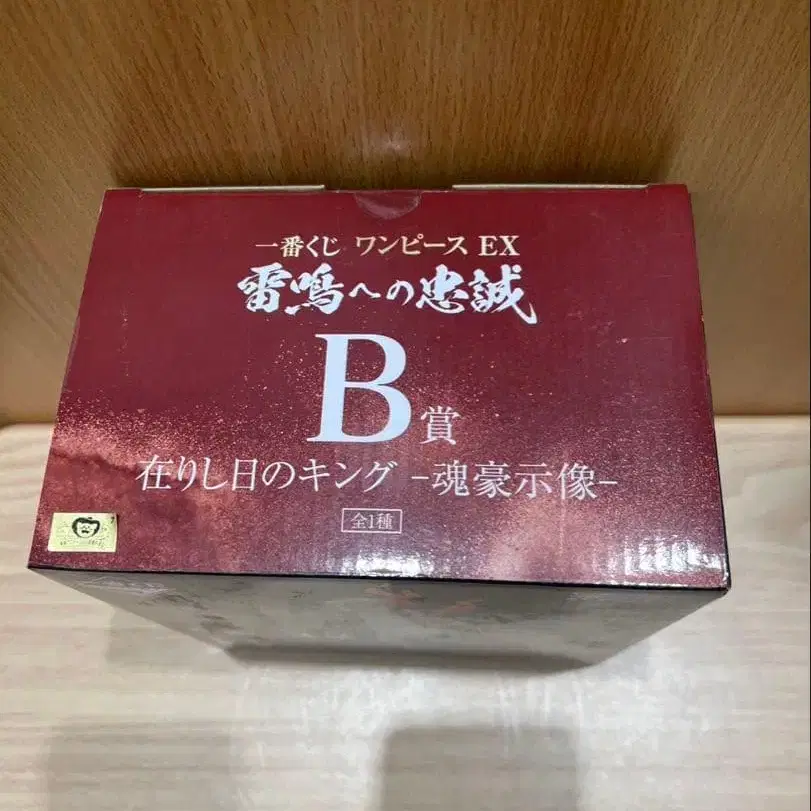 一番くじ ワンピース EX
雷鳴への忠誠
B賞
在りし日のキング -魂豪示像-
全1種